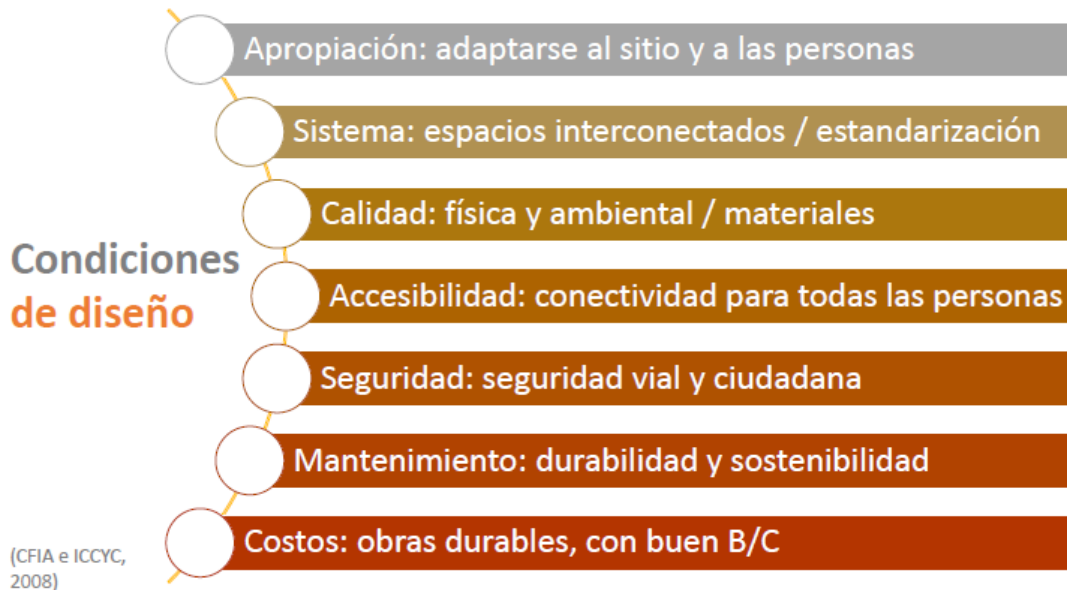 Apropiación: adaptarse al sitio y a las personas
Sistema: espacios interconectados / estandarización
Calidad: física y ambiental / materiales
Condiciones
de diseño
Accesibilidad: conectividad para todas las personas
Seguridad: seguridad vial y ciudadana
Mantenimiento: durabilidad y sostenibilidad
Costos: obras durables, con buen B/C
(CFIA e ICCYC,
2008)